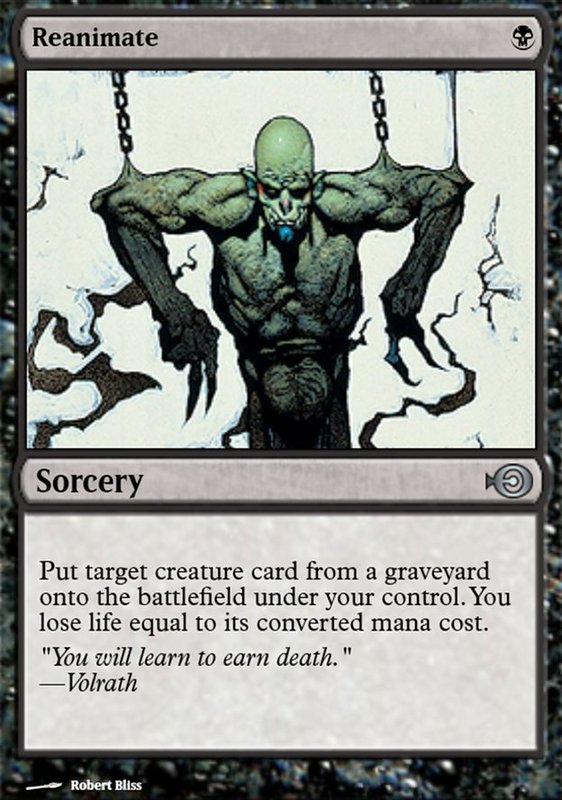 Reanimate
Sorcery
Put target creature card from a graveyard
onto the battlefield under your control. You
lose life equal to its converted mana cost.
"You will learn to earn death."
—Volrath
Robert Bliss